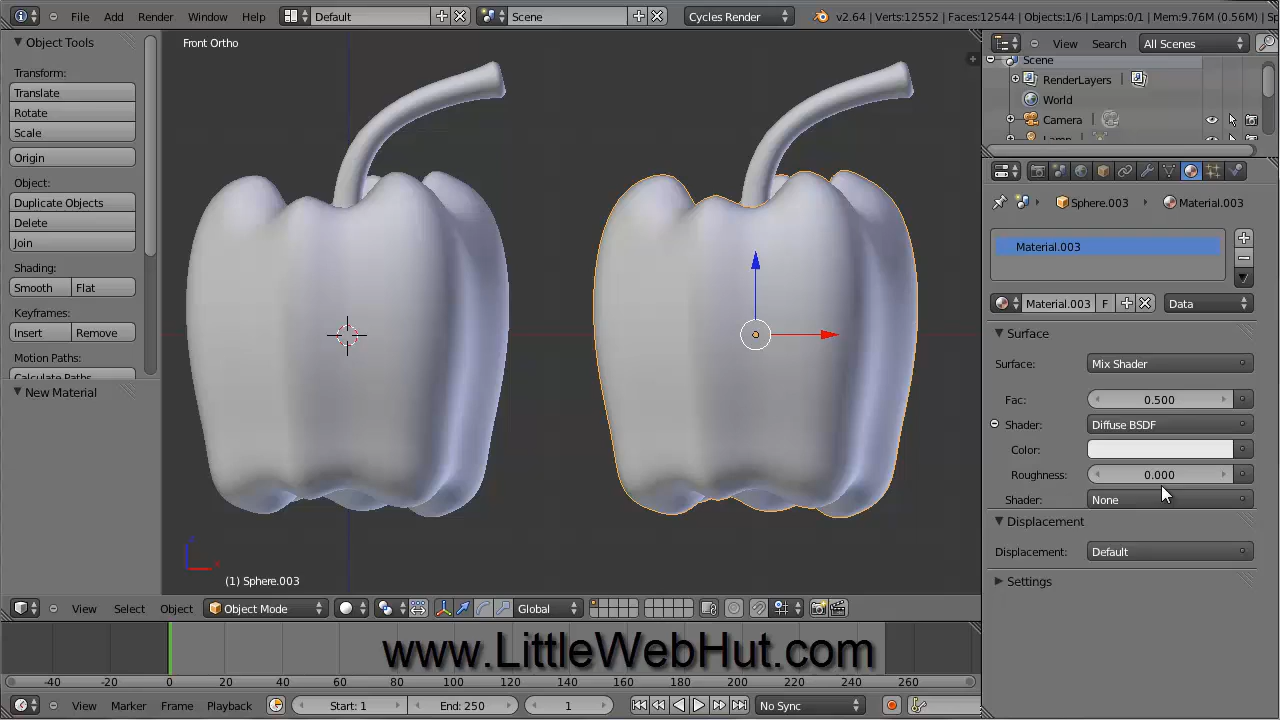 File Add Render Window Help Default Scene Cycles Render v2.64 | Verts:12552 | Faces:12544 | Objects:1/6 | Lamps:0/1 | Mem:9.76M (0.56M) | S
Object Tools
Transform:
Translate
Rotate
Scale
Origin
Object:
Duplicate Objects
Delete
Join
Shading:
Smooth Flat
Keyframes:
Insert Remove
Motion Paths:
Calculate Paths
New Material
Front Ortho
(1) Sphere.003
View Select Object Object Mode Global
View Search All Scenes
Scene
RenderLayers |
World
Camera |
Lamp
Sphere.003 Material.003
Material.003
Material.003 F Data
Surface
Surface: Mix Shader
Fac: 0.500
Shader: Diffuse BSDF
Color:
Roughness: 0.000
Shader: None
Displacement
Displacement: Default
Settings
www.LittleWebHut.com
-40 -20 0 20 40 60 80 100 120 140 160 180 200 220 240 260
View Marker Frame Playback Start: 1 End: 250 1 No Sync